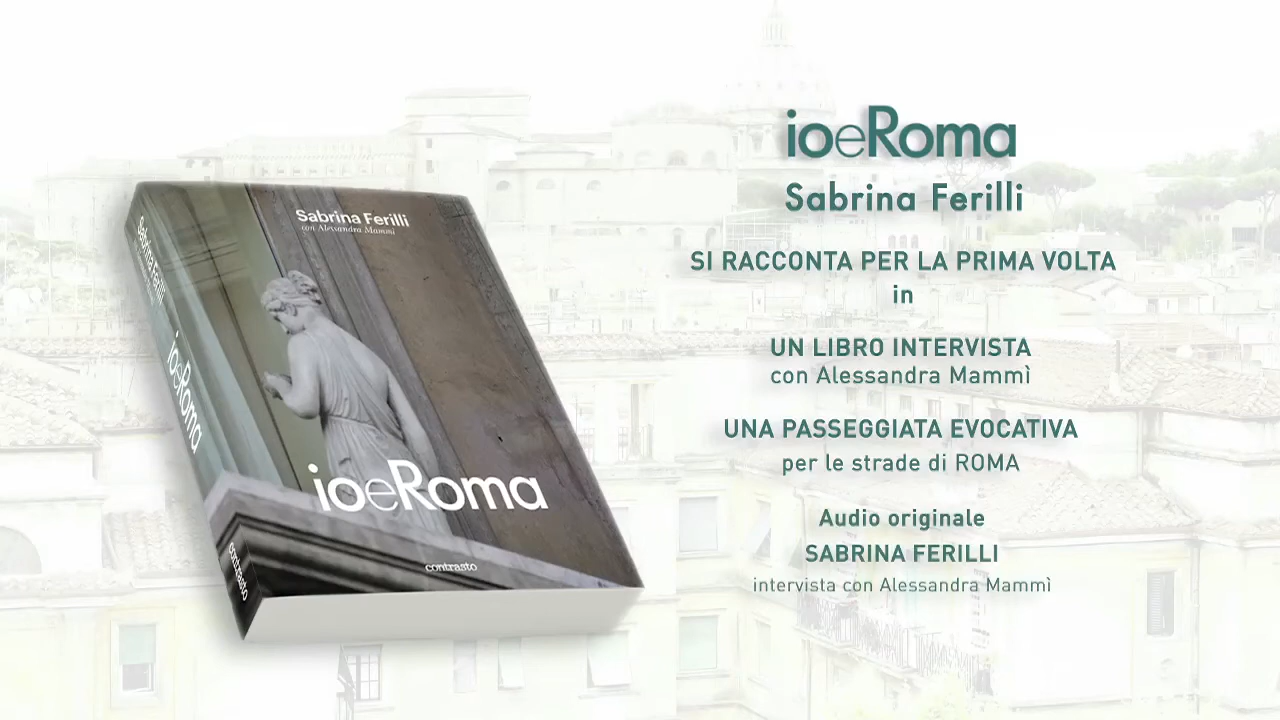 Sabrina Ferilli
con Alessandra Mammì
ioeRoma
contrasto
Sabrina Ferilli
ioeRoma
contrasto
ioeRoma
Sabrina Ferilli
SI RACCONTA PER LA PRIMA VOLTA
in
UN LIBRO INTERVISTA
con Alessandra Mammì
UNA PASSEGGIATA EVOCATIVA
per le strade di ROMA
Audio originale
SABRINA FERILLI
intervista con Alessandra Mammì